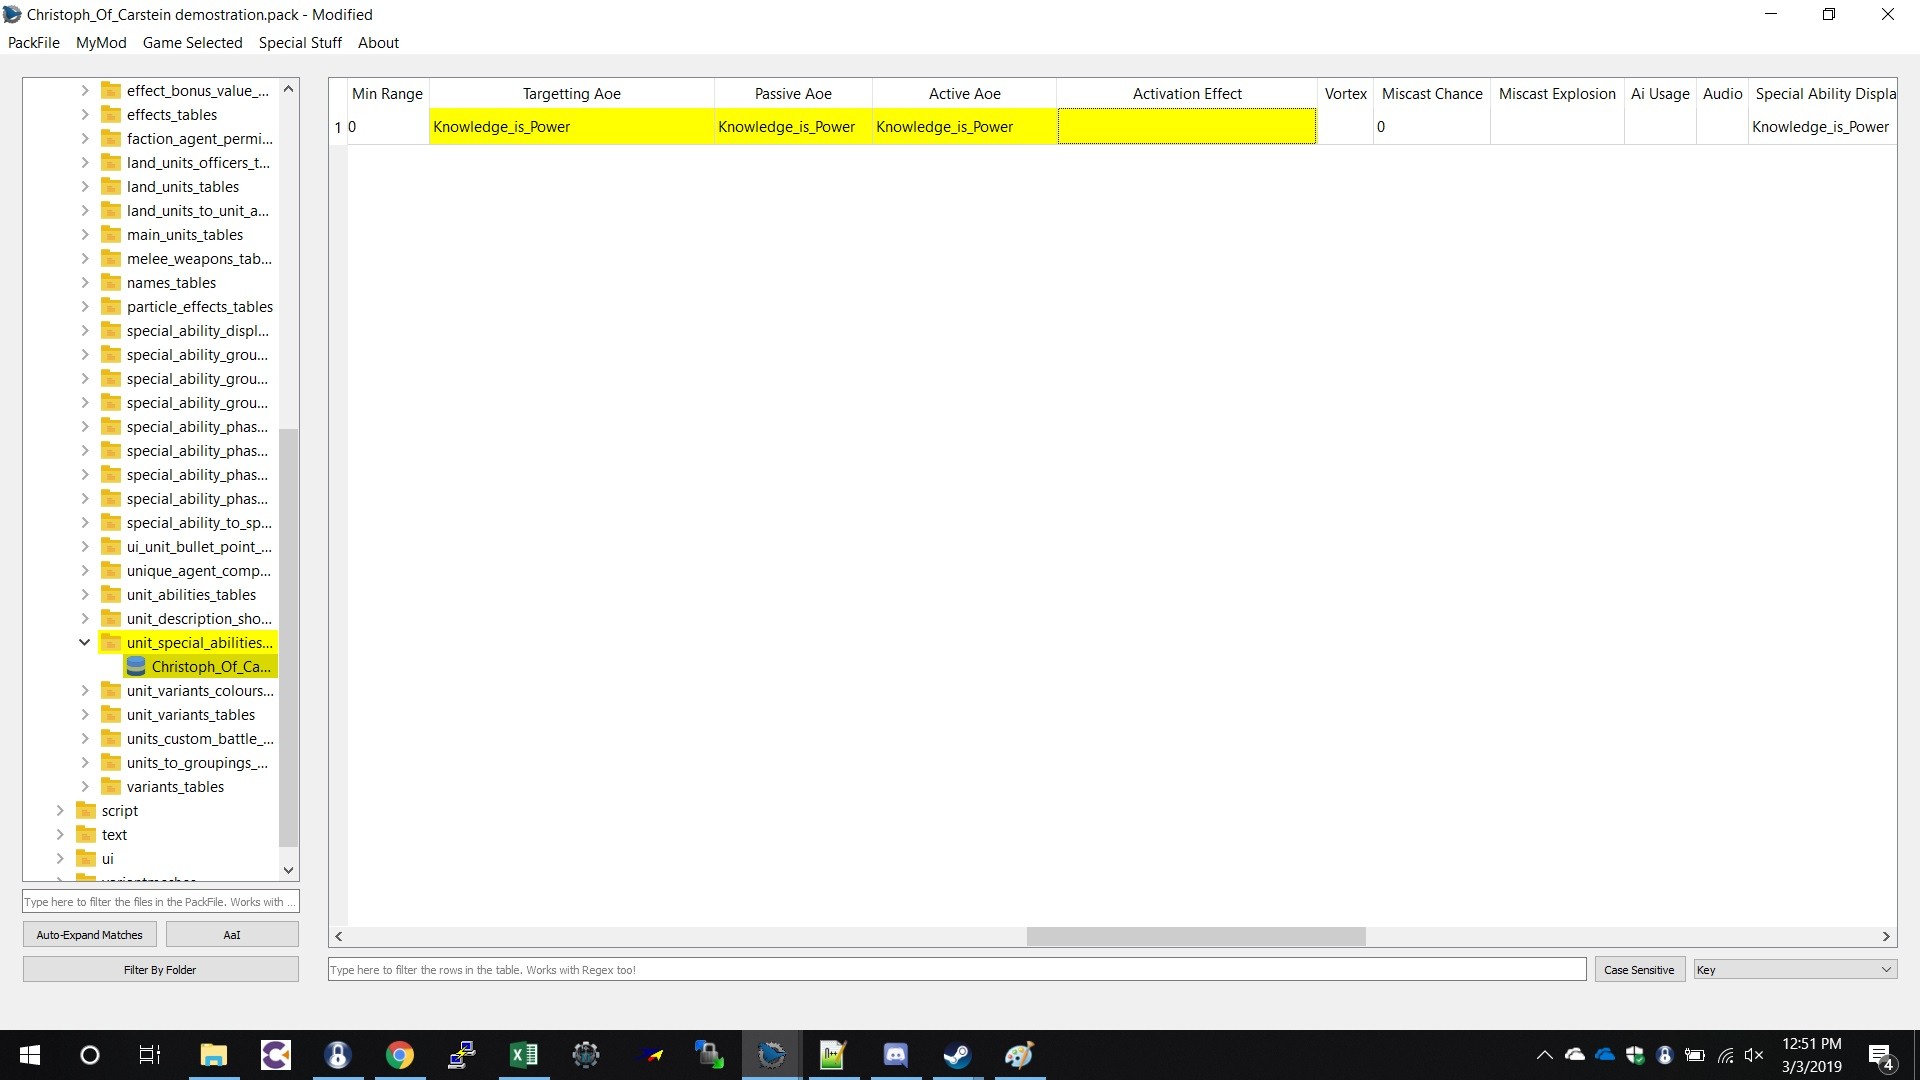 Christoph_Of_Carstein demostration.pack - Modified
PackFile MyMod Game Selected Special Stuff About
effect_bonus_value_...
effects_tables
faction_agent_permi...
land_units_officers_t...
land_units_tables
land_units_to_unit_a...
main_units_tables
melee_weapons_tab...
names_tables
particle_effects_tables
special_ability_displ...
special_ability_grou...
special_ability_grou...
special_ability_grou...
special_ability_phas...
special_ability_phas...
special_ability_phas...
special_ability_phas...
special_ability_to_sp...
ui_unit_bullet_point_...
unique_agent_comp...
unit_abilities_tables
unit_description_sho...
unit_special_abilities...
Christoph_Of_Ca...
unit_variants_colours...
unit_variants_tables
units_custom_battle_...
units_to_groupings_...
variants_tables
script
text
ui
Type here to filter the files in the PackFile. Works with ...
Auto-Expand Matches AaI
Filter By Folder
Min Range Targetting Aoe Passive Aoe Active Aoe Activation Effect Vortex Miscast Chance Miscast Explosion Ai Usage Audio Special Ability Displa
1 0 Knowledge_is_Power Knowledge_is_Power Knowledge_is_Power 0 Knowledge_is_Power
Type here to filter the rows in the table. Works with Regex too!
Case Sensitive Key
12:51 PM
3/3/2019
4